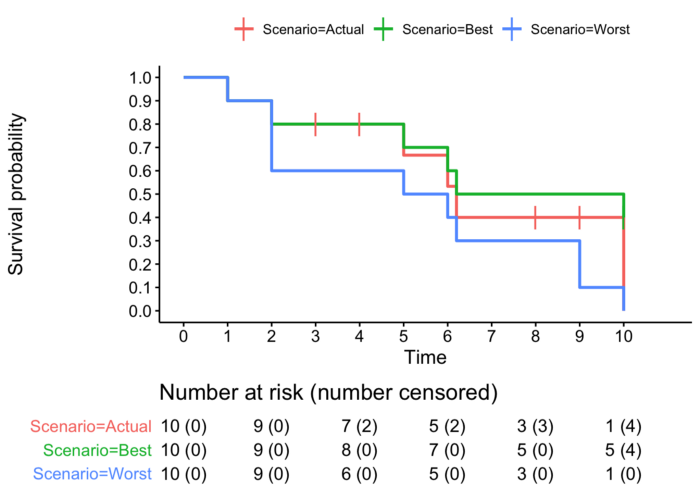 Scenario=Actual Scenario=Best Scenario=Worst
Survival probability
1.0
0.9
0.8
0.7
0.6
0.5
0.4
0.3
0.2
0.1
0.0
0 1 2 3 4 5 6 7 8 9 10
Time
Number at risk (number censored)
Scenario=Actual 10 (0) 9 (0) 7 (2) 5 (2) 3 (3) 1 (4)
Scenario=Best 10 (0) 9 (0) 8 (0) 7 (0) 5 (0) 5 (4)
Scenario=Worst 10 (0) 9 (0) 6 (0) 5 (0) 3 (0) 1 (0)